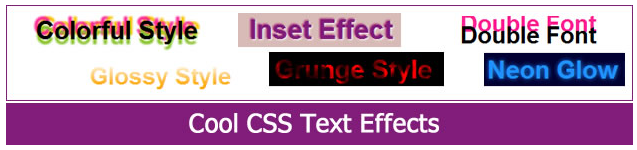 Colorful Style
Inset Effect
Double Font
Double Font
Glossy Style
Grunge Style
Neon Glow
Cool CSS Text Effects